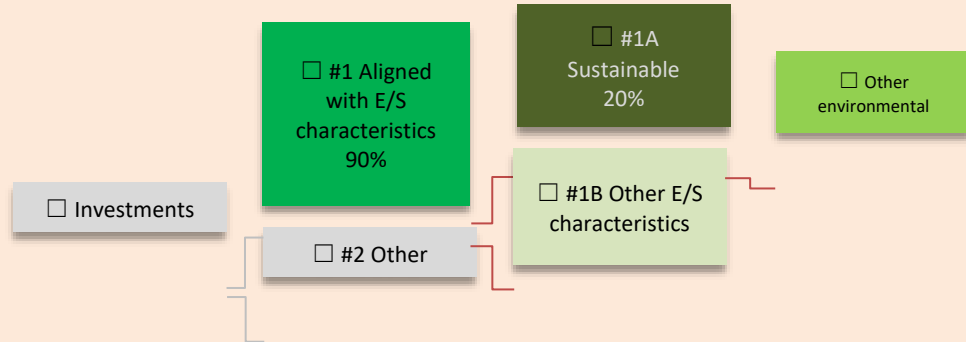 ☐ Investments
☐ #1 Aligned
with E/S
characteristics
90%
☐ #2 Other
☐ #1A
Sustainable
20%
☐ #1B Other E/S
characteristics
☐ Other
environmental